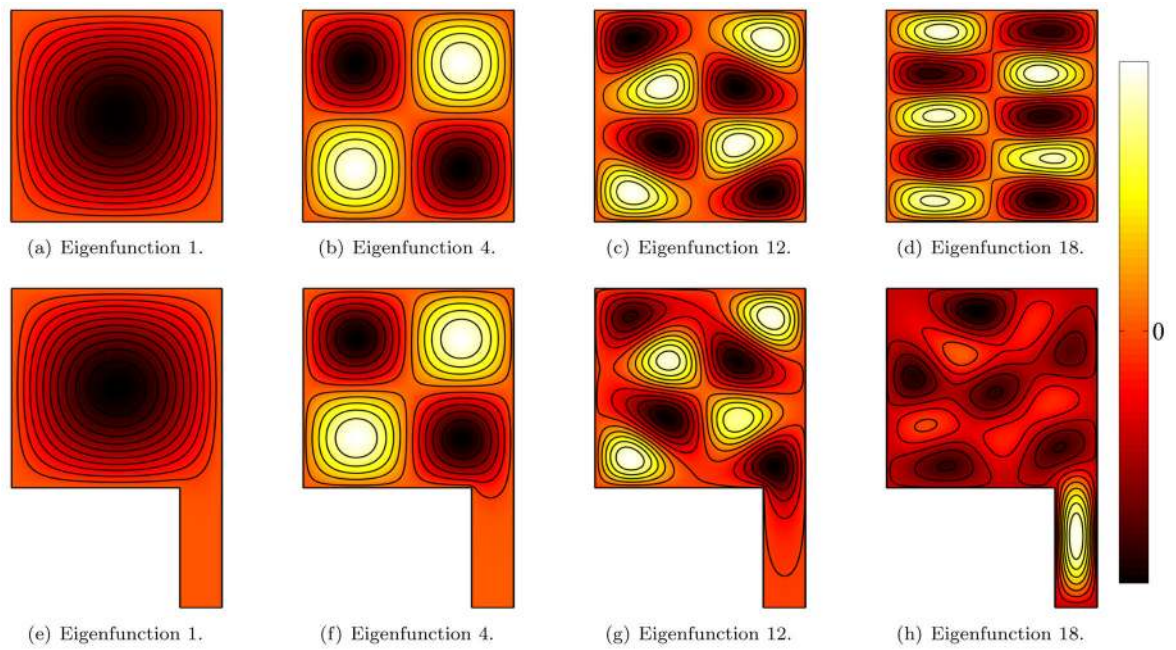 (a) Eigenfunction 1.
(b) Eigenfunction 4.
(c) Eigenfunction 12.
(d) Eigenfunction 18.
0
(e) Eigenfunction 1.
(f) Eigenfunction 4.
(g) Eigenfunction 12.
(h) Eigenfunction 18.